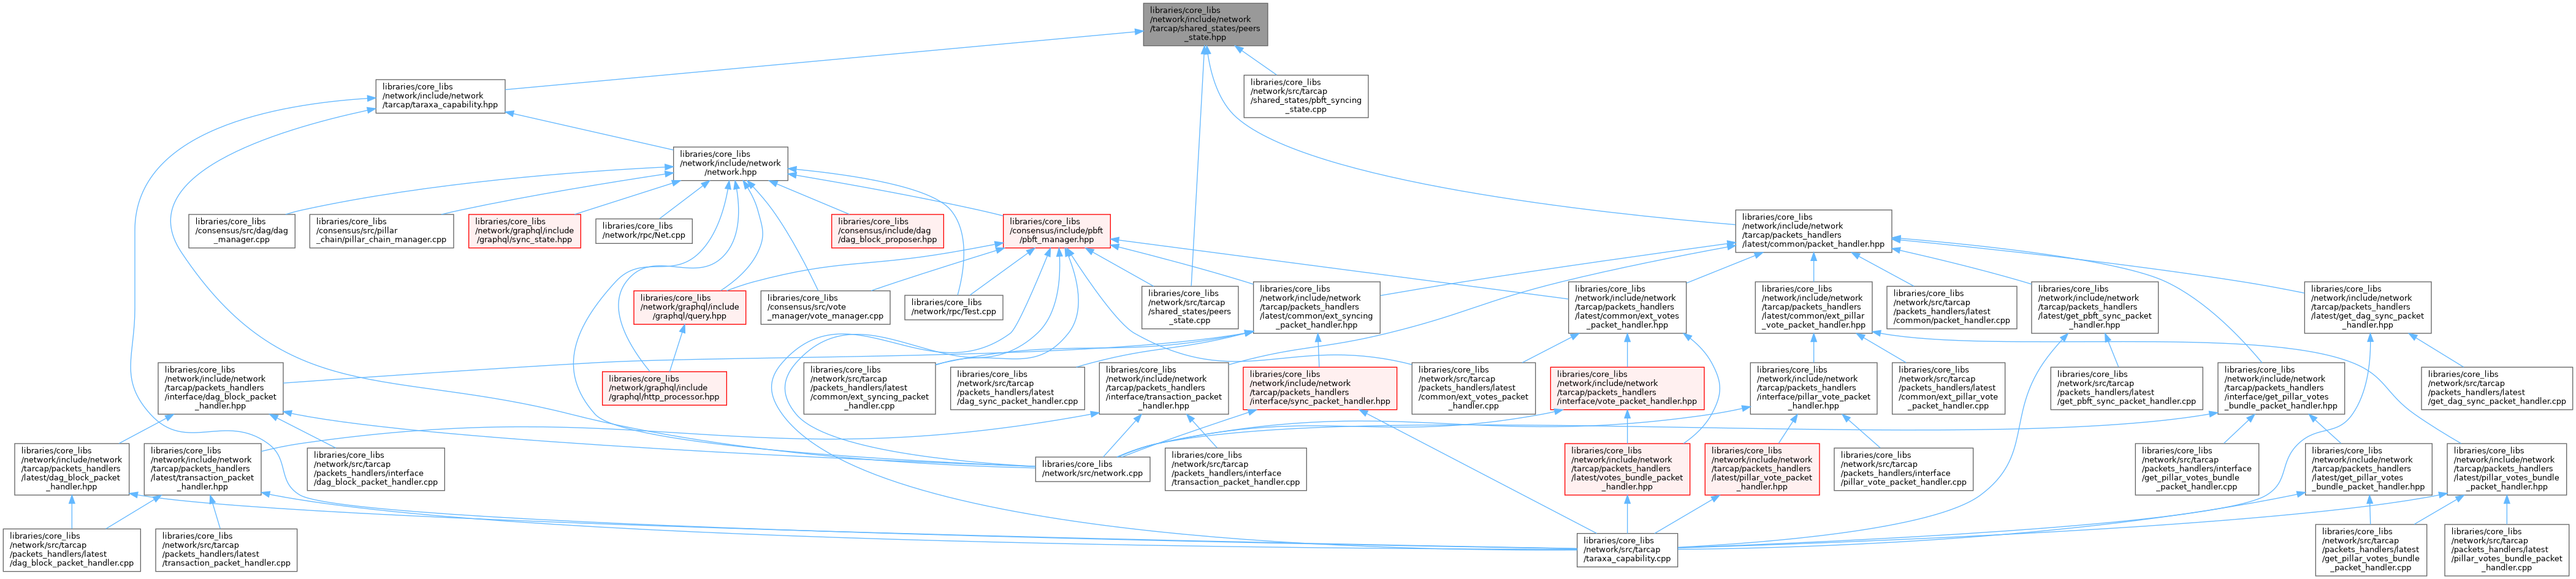 libraries/core_libs
/network/include/network
/tarcap/shared_states/peers
_state.hpp
libraries/core_libs
/network/include/network
/tarcap/taraxa_capability.hpp
libraries/core_libs
/network/src/tarcap
/shared_states/pbft_syncing
_state.cpp
libraries/core_libs
/network/include/network
/network.hpp
libraries/core_libs
/consensus/src/dag/dag
_manager.cpp
libraries/core_libs
/consensus/src/pillar
_chain/pillar_chain_manager.cpp
libraries/core_libs
/network/graphql/include
/graphql/sync_state.hpp
libraries/core_libs
/network/rpc/Net.cpp
libraries/core_libs
/consensus/include/dag
/dag_block_proposer.hpp
libraries/core_libs
/consensus/include/pbft
/pbft_manager.hpp
libraries/core_libs
/network/include/network
/tarcap/packets_handlers
/latest/common/packet_handler.hpp
libraries/core_libs
/network/graphql/include
/graphql/query.hpp
libraries/core_libs
/consensus/src/vote
_manager/vote_manager.cpp
libraries/core_libs
/network/rpc/Test.cpp
libraries/core_libs
/network/src/tarcap
/shared_states/peers
_state.cpp
libraries/core_libs
/network/include/network
/tarcap/packets_handlers
/latest/common/ext_syncing
_packet_handler.hpp
libraries/core_libs
/network/include/network
/tarcap/packets_handlers
/latest/common/ext_votes
_packet_handler.hpp
libraries/core_libs
/network/include/network
/tarcap/packets_handlers
/latest/common/ext_pillar
_vote_packet_handler.hpp
libraries/core_libs
/network/src/tarcap
/packets_handlers/latest
/common/packet_handler.cpp
libraries/core_libs
/network/include/network
/tarcap/packets_handlers
/latest/get_pbft_sync_packet
_handler.hpp
libraries/core_libs
/network/include/network
/tarcap/packets_handlers
/latest/get_dag_sync_packet
_handler.hpp
libraries/core_libs
/network/include/network
/tarcap/packets_handlers
/interface/dag_block_packet
_handler.hpp
libraries/core_libs
/network/graphql/include
/graphql/http_processor.hpp
libraries/core_libs
/network/src/tarcap
/packets_handlers/latest
/common/ext_syncing_packet
_handler.cpp
libraries/core_libs
/network/src/tarcap
/packets_handlers/latest
/dag_sync_packet_handler.cpp
libraries/core_libs
/network/include/network
/tarcap/packets_handlers
/interface/transaction_packet
_handler.hpp
libraries/core_libs
/network/include/network
/tarcap/packets_handlers
/interface/sync_packet_handler.hpp
libraries/core_libs
/network/src/tarcap
/packets_handlers/latest
/common/ext_votes_packet
_handler.cpp
libraries/core_libs
/network/include/network
/tarcap/packets_handlers
/interface/vote_packet_handler.hpp
libraries/core_libs
/network/include/network
/tarcap/packets_handlers
/interface/pillar_vote_packet
_handler.hpp
libraries/core_libs
/network/src/tarcap
/packets_handlers/latest
/common/ext_pillar_vote
_packet_handler.cpp
libraries/core_libs
/network/src/tarcap
/packets_handlers/latest
/get_pbft_sync_packet_handler.cpp
libraries/core_libs
/network/include/network
/tarcap/packets_handlers
/interface/get_pillar_votes
_bundle_packet_handler.hpp
libraries/core_libs
/network/src/tarcap
/packets_handlers/latest
/get_dag_sync_packet_handler.cpp
libraries/core_libs
/network/include/network
/tarcap/packets_handlers
/latest/dag_block_packet
_handler.hpp
libraries/core_libs
/network/include/network
/tarcap/packets_handlers
/latest/transaction_packet
_handler.hpp
libraries/core_libs
/network/src/tarcap
/packets_handlers/interface
/dag_block_packet_handler.cpp
libraries/core_libs
/network/src/network.cpp
libraries/core_libs
/network/src/tarcap
/packets_handlers/interface
/transaction_packet_handler.cpp
libraries/core_libs
/network/include/network
/tarcap/packets_handlers
/latest/votes_bundle_packet
_handler.hpp
libraries/core_libs
/network/include/network
/tarcap/packets_handlers
/latest/pillar_vote_packet
_handler.hpp
libraries/core_libs
/network/src/tarcap
/packets_handlers/interface
/pillar_vote_packet_handler.cpp
libraries/core_libs
/network/src/tarcap
/packets_handlers/interface
/get_pillar_votes_bundle
_packet_handler.cpp
libraries/core_libs
/network/include/network
/tarcap/packets_handlers
/latest/get_pillar_votes
_bundle_packet_handler.hpp
libraries/core_libs
/network/include/network
/tarcap/packets_handlers
/latest/pillar_votes_bundle
_packet_handler.hpp
libraries/core_libs
/network/src/tarcap
/packets_handlers/latest
/dag_block_packet_handler.cpp
libraries/core_libs
/network/src/tarcap
/packets_handlers/latest
/transaction_packet_handler.cpp
libraries/core_libs
/network/src/tarcap
/taraxa_capability.cpp
libraries/core_libs
/network/src/tarcap
/packets_handlers/latest
/get_pillar_votes_bundle
_packet_handler.cpp
libraries/core_libs
/network/src/tarcap
/packets_handlers/latest
/pillar_votes_bundle_packet
_handler.cpp